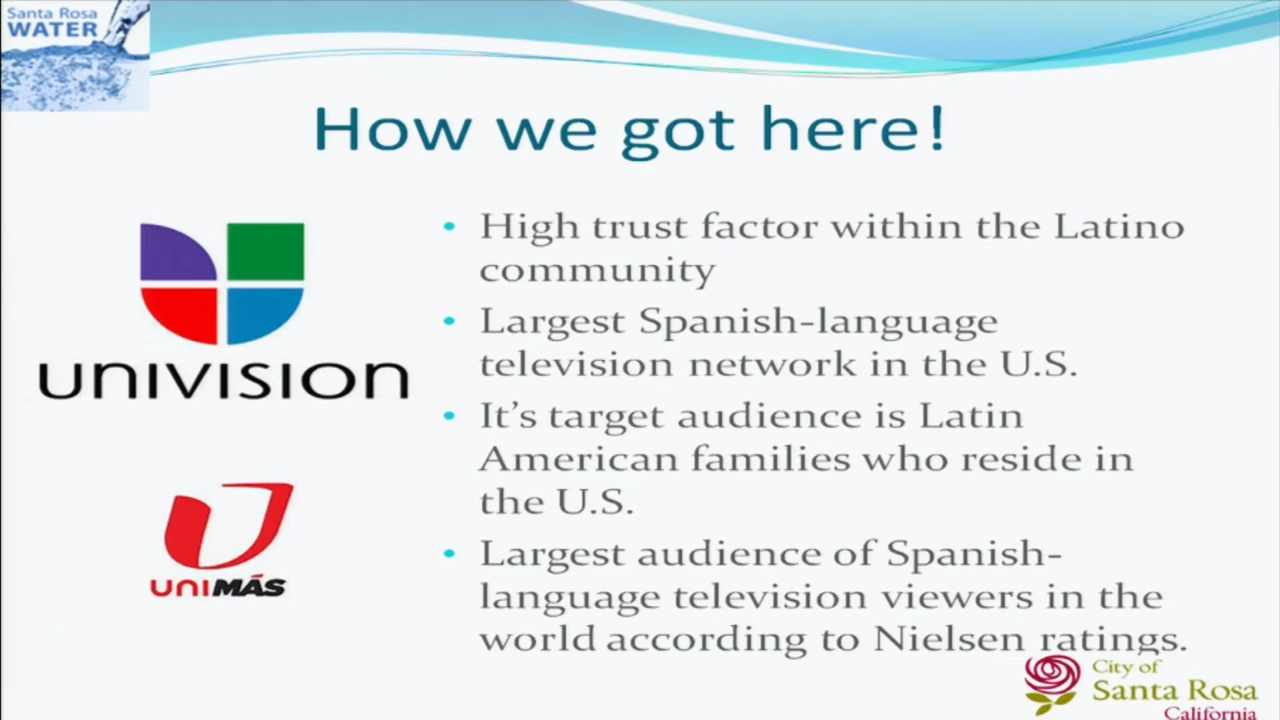 Santa Rosa
WATER
How we got here!
UNIVISION
UNIMÁS
• High trust factor within the Latino
community
• Largest Spanish-language
television network in the U.S.
• It’s target audience is Latin
American families who reside in
the U.S.
• Largest audience of Spanish-
language television viewers in the
world according to Nielsen ratings.
City of
Santa Rosa
California